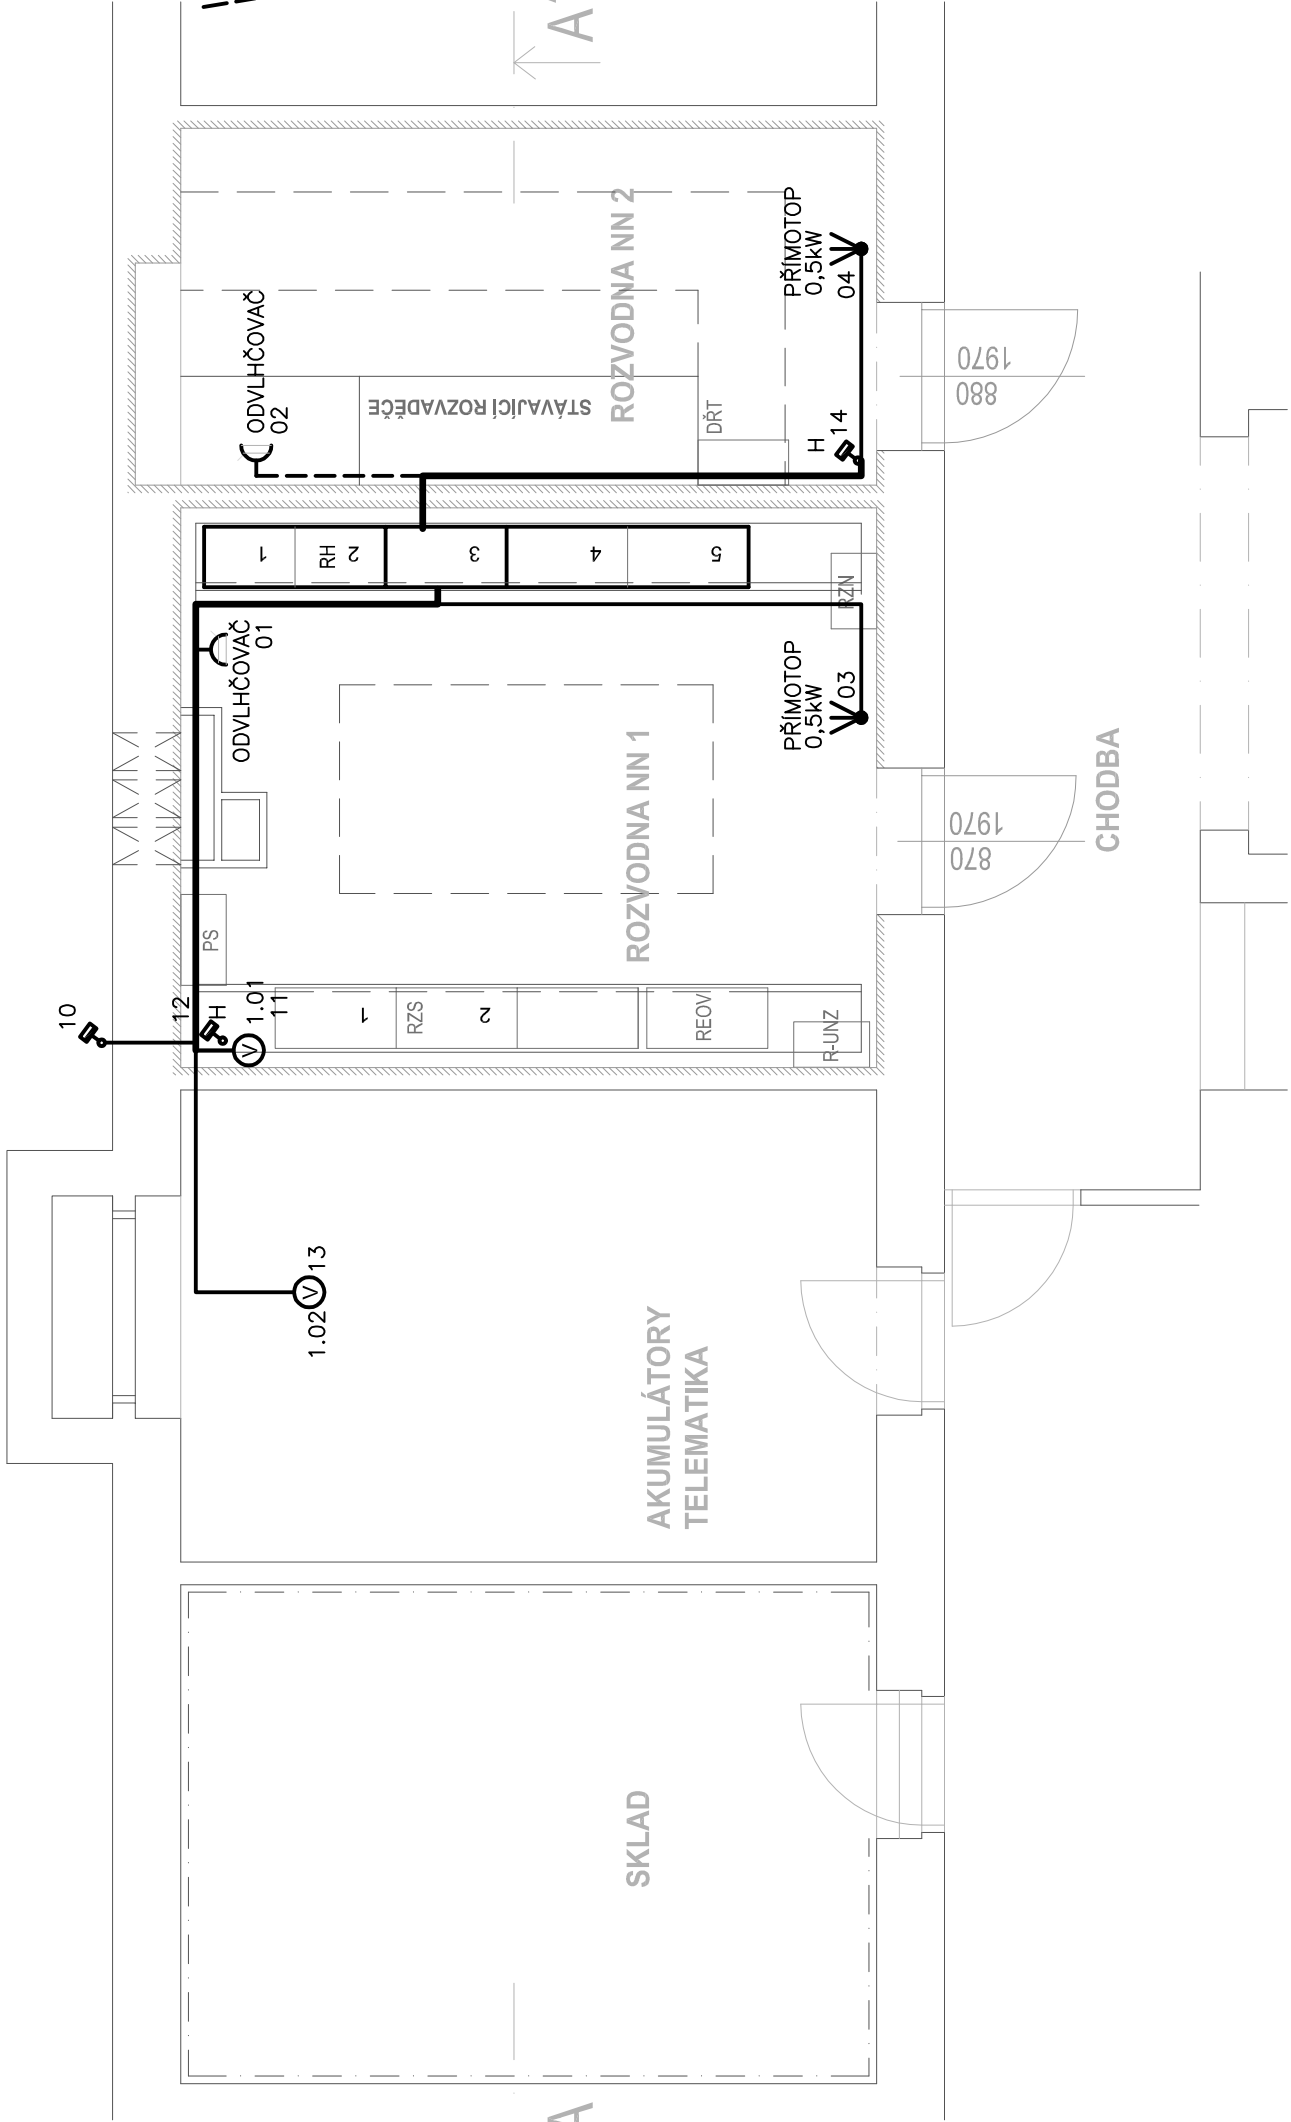 A
ROZVODNA NN 2
PŘÍMOTOP
0,5kW
04
ODVLHČOVAČ
02
STÁVAJÍCÍ ROZVADĚČE
DŘT
H
14
1970
880
1
RH
2
3
4
5
RZN
ODVLHČOVAČ
01
PŘÍMOTOP
0,5kW
03
ROZVODNA NN 1
1970
870
CHODBA
PS
10
12
H
1.01
11
V
1
RZS
2
REOV
R-UNZ
V
13
1.02
AKUMULÁTORY
TELEMATIKA
SKLAD
A